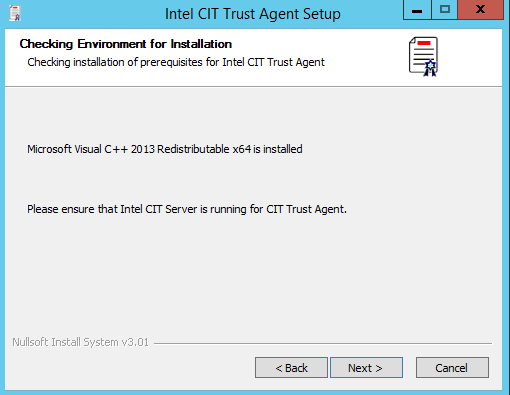 Intel CIT Trust Agent Setup
Checking Environment for Installation
Checking installation of prerequisites for Intel CIT Trust Agent
Microsoft Visual C++ 2013 Redistributable x64 is installed
Please ensure that Intel CIT Server is running for CIT Trust Agent.
Nullsoft Install System v3.01
< Back Next > Cancel